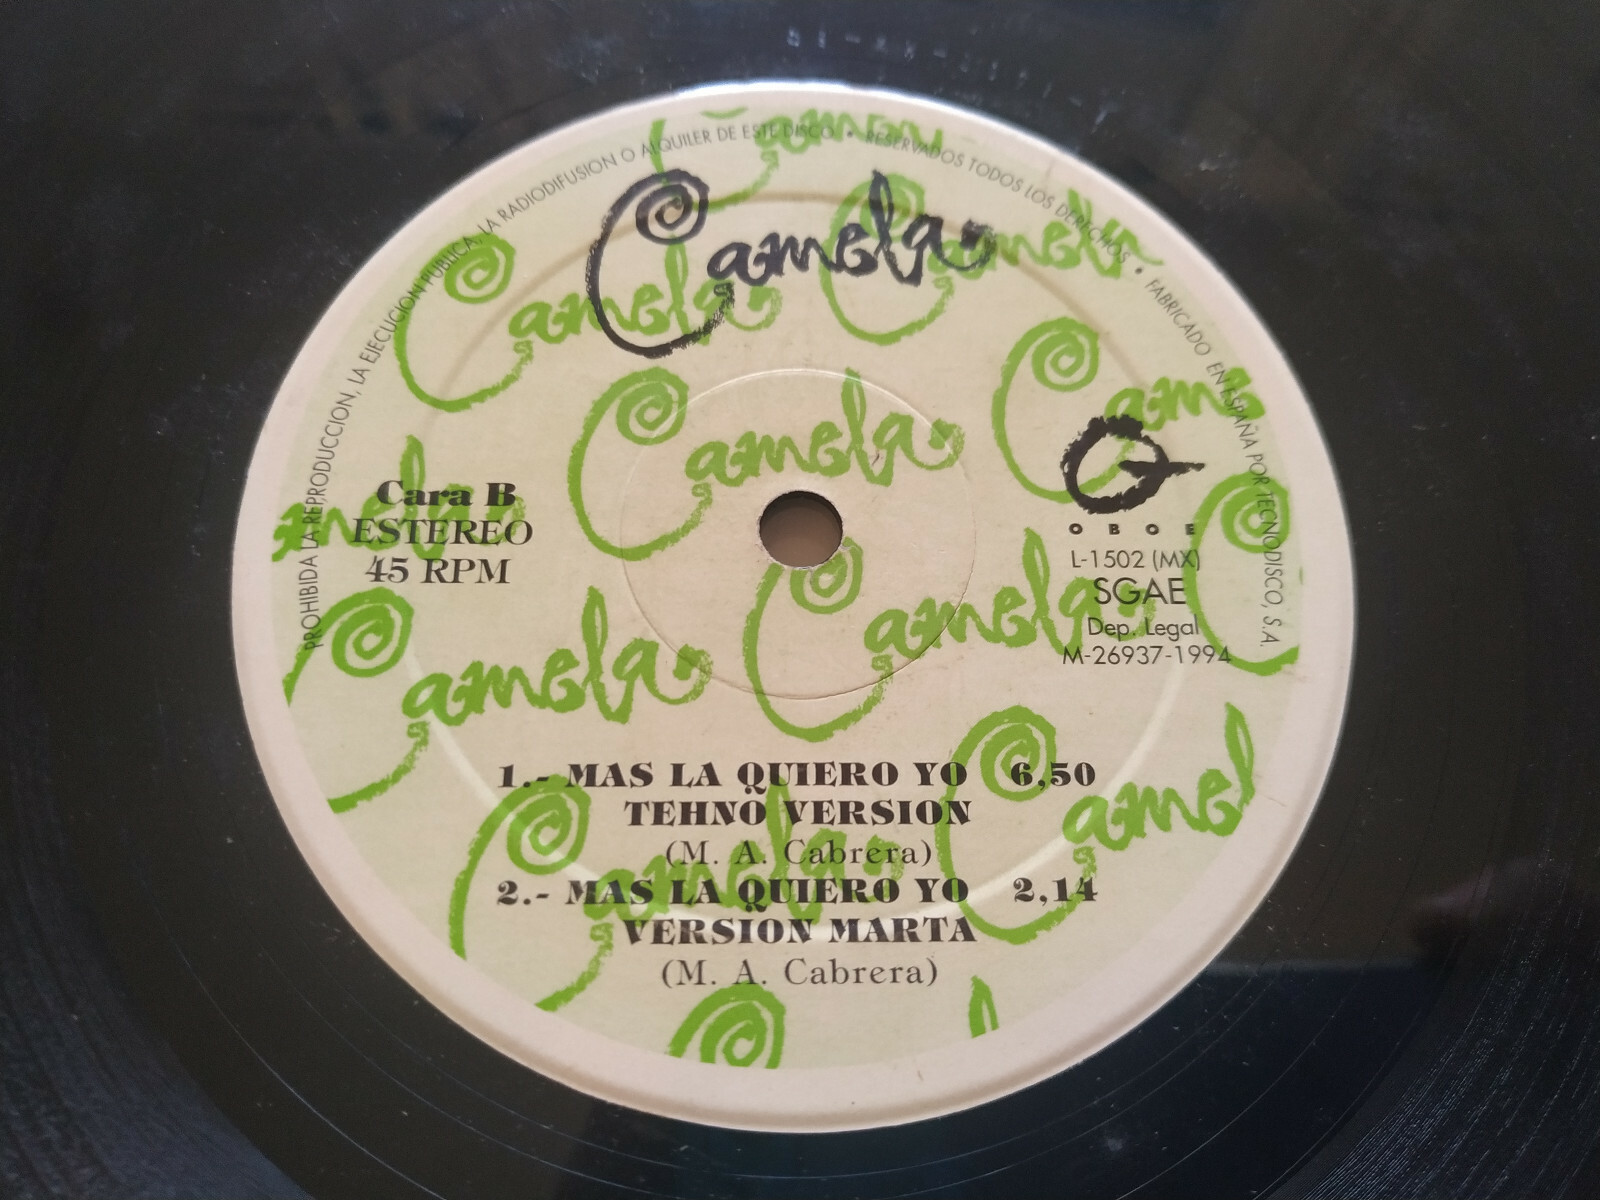 PROHIBIDA LA REPRODUCCION, LA EJECUCION PUBLICA, LA RADIODIFUSION O ALQUILER DE ESTE DISCO • RESERVADOS TODOS LOS DERECHOS • FABRICADO EN ESPAÑA POR TECNODISCO, S.A.
Camela
Camela
Camela
Camela
Camela
Came
Cara B
ESTEREO
45 RPM
OBOE
L-1502 (MX)
SGAE
Dep. Legal
M-26937-1994
Camela
Camela
1.- MAS LA QUIERO YO 6,50
TEHNO VERSION
(M. A. Cabrera)
2.- MAS LA QUIERO YO 2,14
VERSION MARTA
(M. A. Cabrera)
Camela
Camel